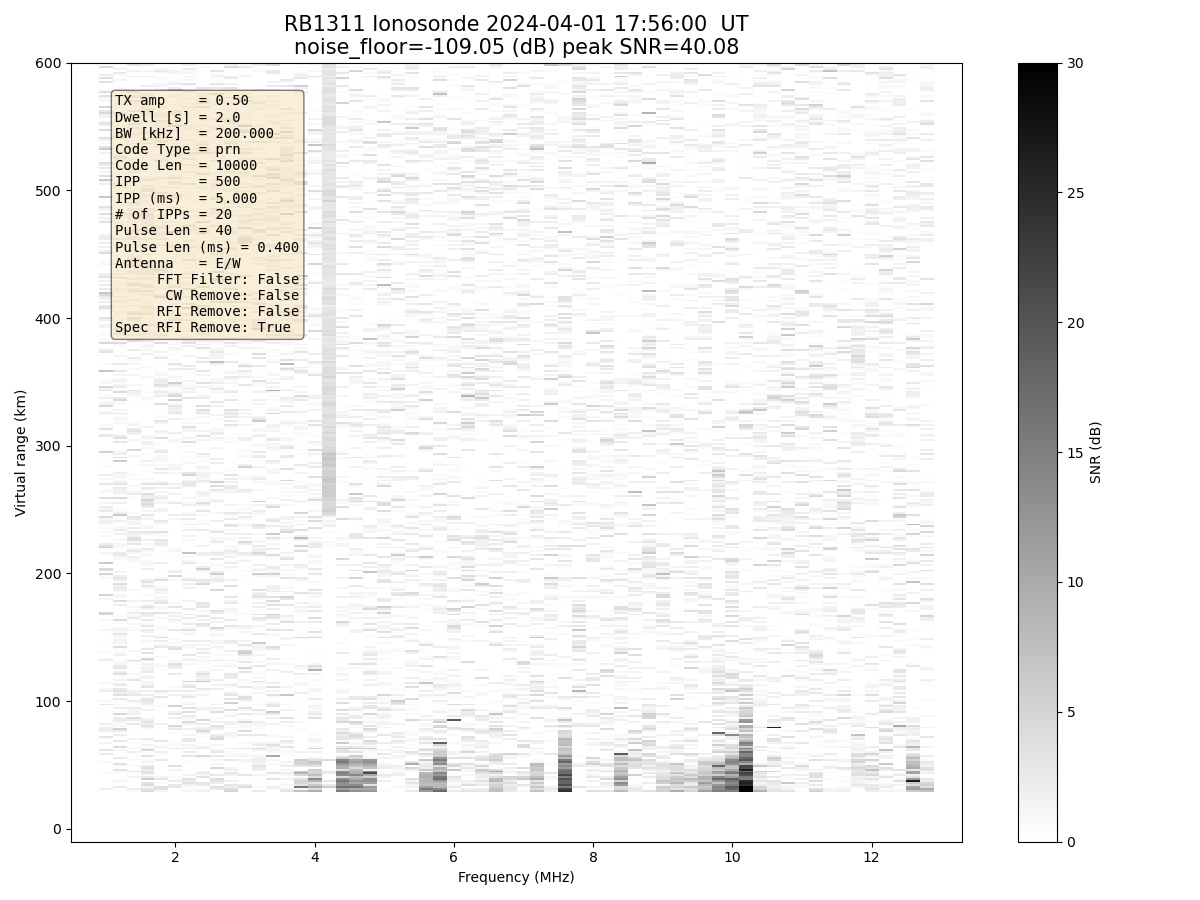 RB1311 Ionosonde 2024-04-01 17:56:00 UT
noise_floor=-109.05 (dB) peak SNR=40.08
TX amp = 0.50
Dwell [s] = 2.0
BW [kHz] = 200.000
Code Type = prn
Code Len = 10000
IPP = 500
IPP (ms) = 5.000
# of IPPs = 20
Pulse Len = 40
Pulse Len (ms) = 0.400
Antenna = E/W
FFT Filter: False
CW Remove: False
RFI Remove: False
Spec RFI Remove: True
Virtual range (km)
600
500
400
300
200
100
0
2 4 6 8 10 12
Frequency (MHz)
30
25
20
15
10
5
0
SNR (dB)